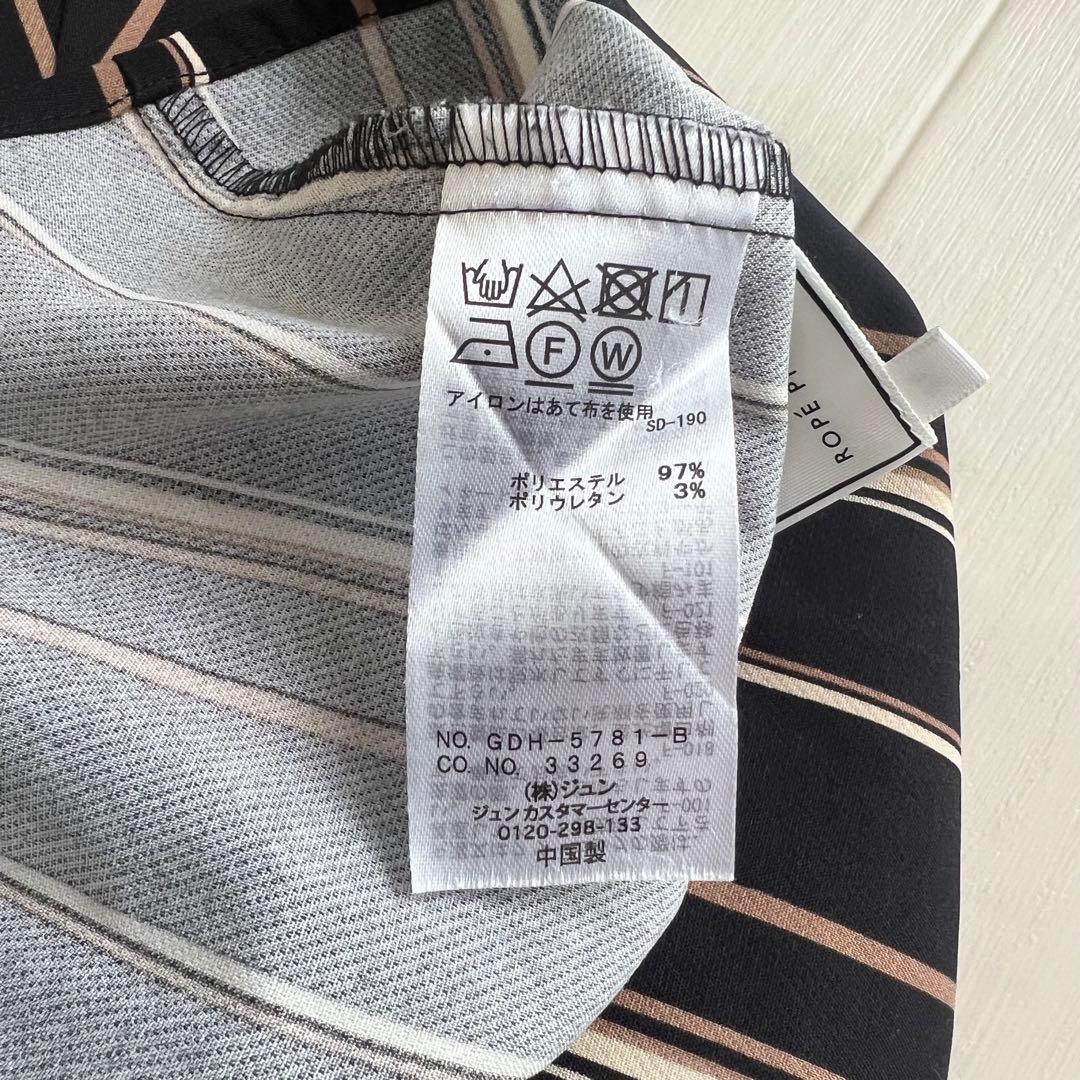 F W
アイロンはあて布を使用
SD-190
ポリエステル 97%
ポリウレタン 3%
NO. GDH-5781-B
CO. NO. 33269
(株)ジュン
ジュンカスタマーセンター
0120-298-133
中国製
ROPÉ